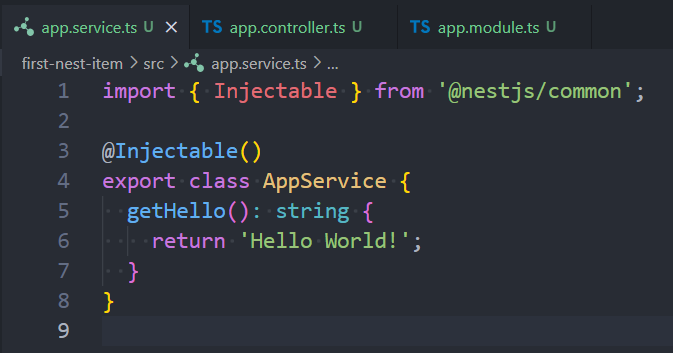 app.service.ts U TS app.controller.ts U TS app.module.ts U
first-nest-item > src > app.service.ts > ...
1 import { Injectable } from '@nestjs/common';
2
3 @Injectable()
4 export class AppService {
5 getHello(): string {
6 return 'Hello World!';
7 }
8 }
9